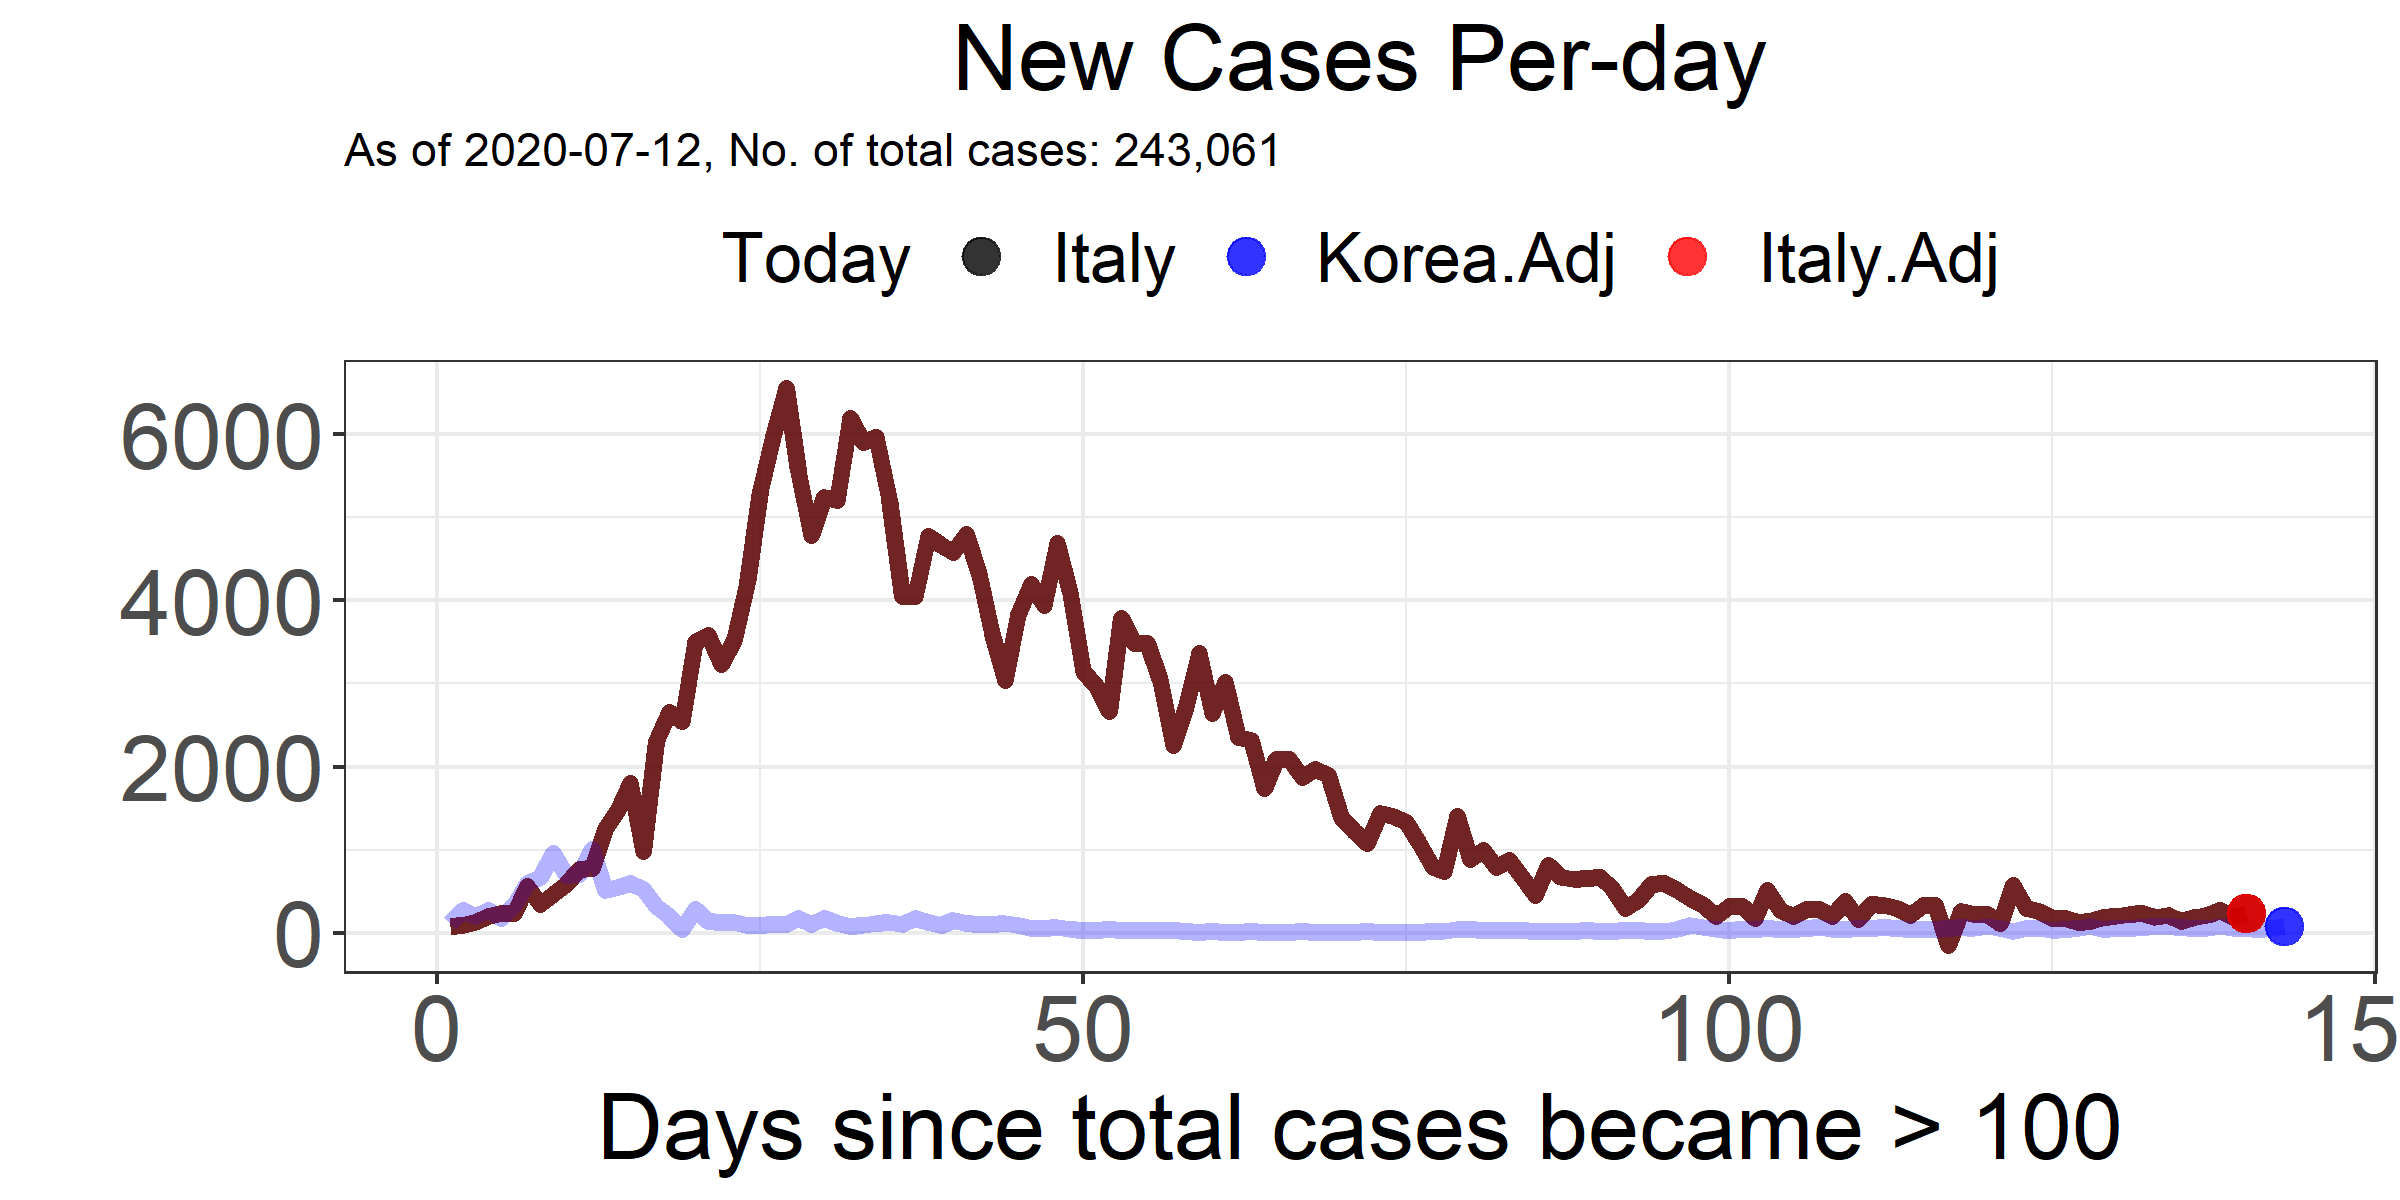 New Cases Per-day
As of 2020-07-12, No. of total cases: 243,061
Today Italy Korea.Adj Italy.Adj
6000
4000
2000
0
0 50 100 15
Days since total cases became > 100